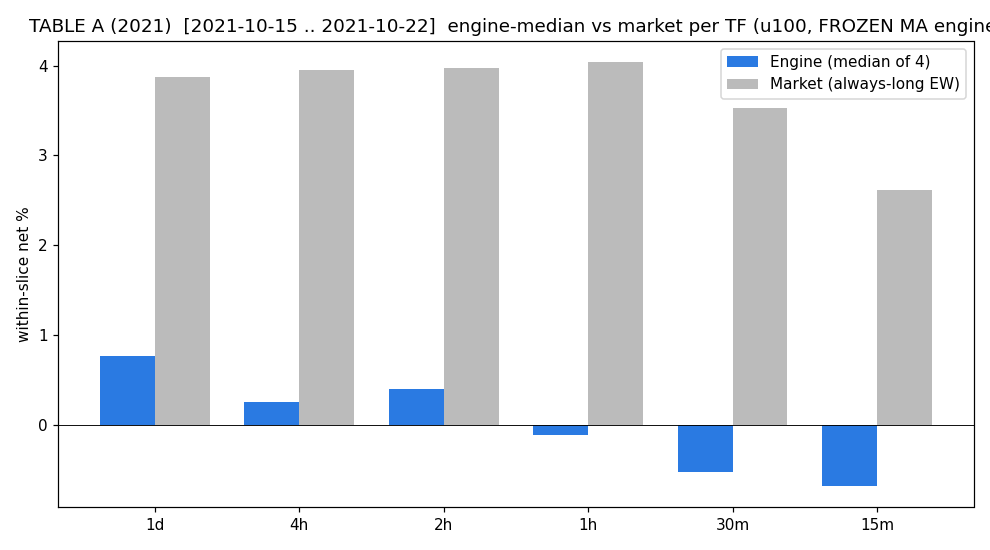 TABLE A (2021)  [2021-10-15 .. 2021-10-22]  engine-median vs market per TF (u100, FROZEN MA engine
Engine (median of 4)
Market (always-long EW)
within-slice net %
4
3
2
1
0
1d
4h
2h
1h
30m
15m